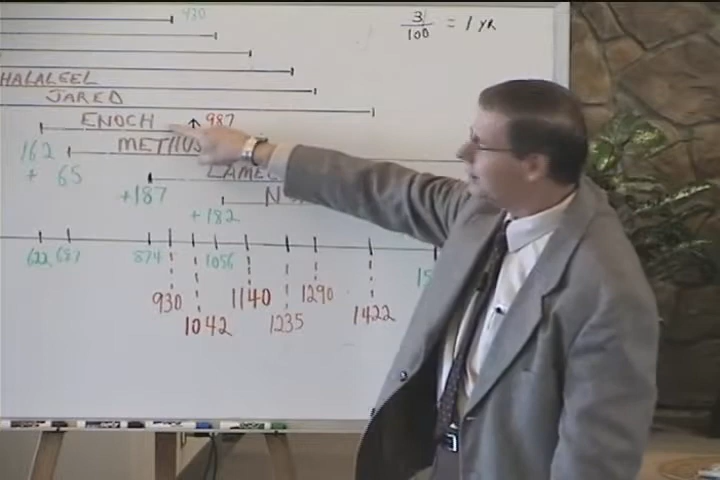 930
3/100 = 1 YR
HALALEEL
JARED
ENOCH 987
162 METHUS
+ 65 LAMEC
+187 N
+182
622 687 874 1056
930 1140 1290 15
1042 1235 1422